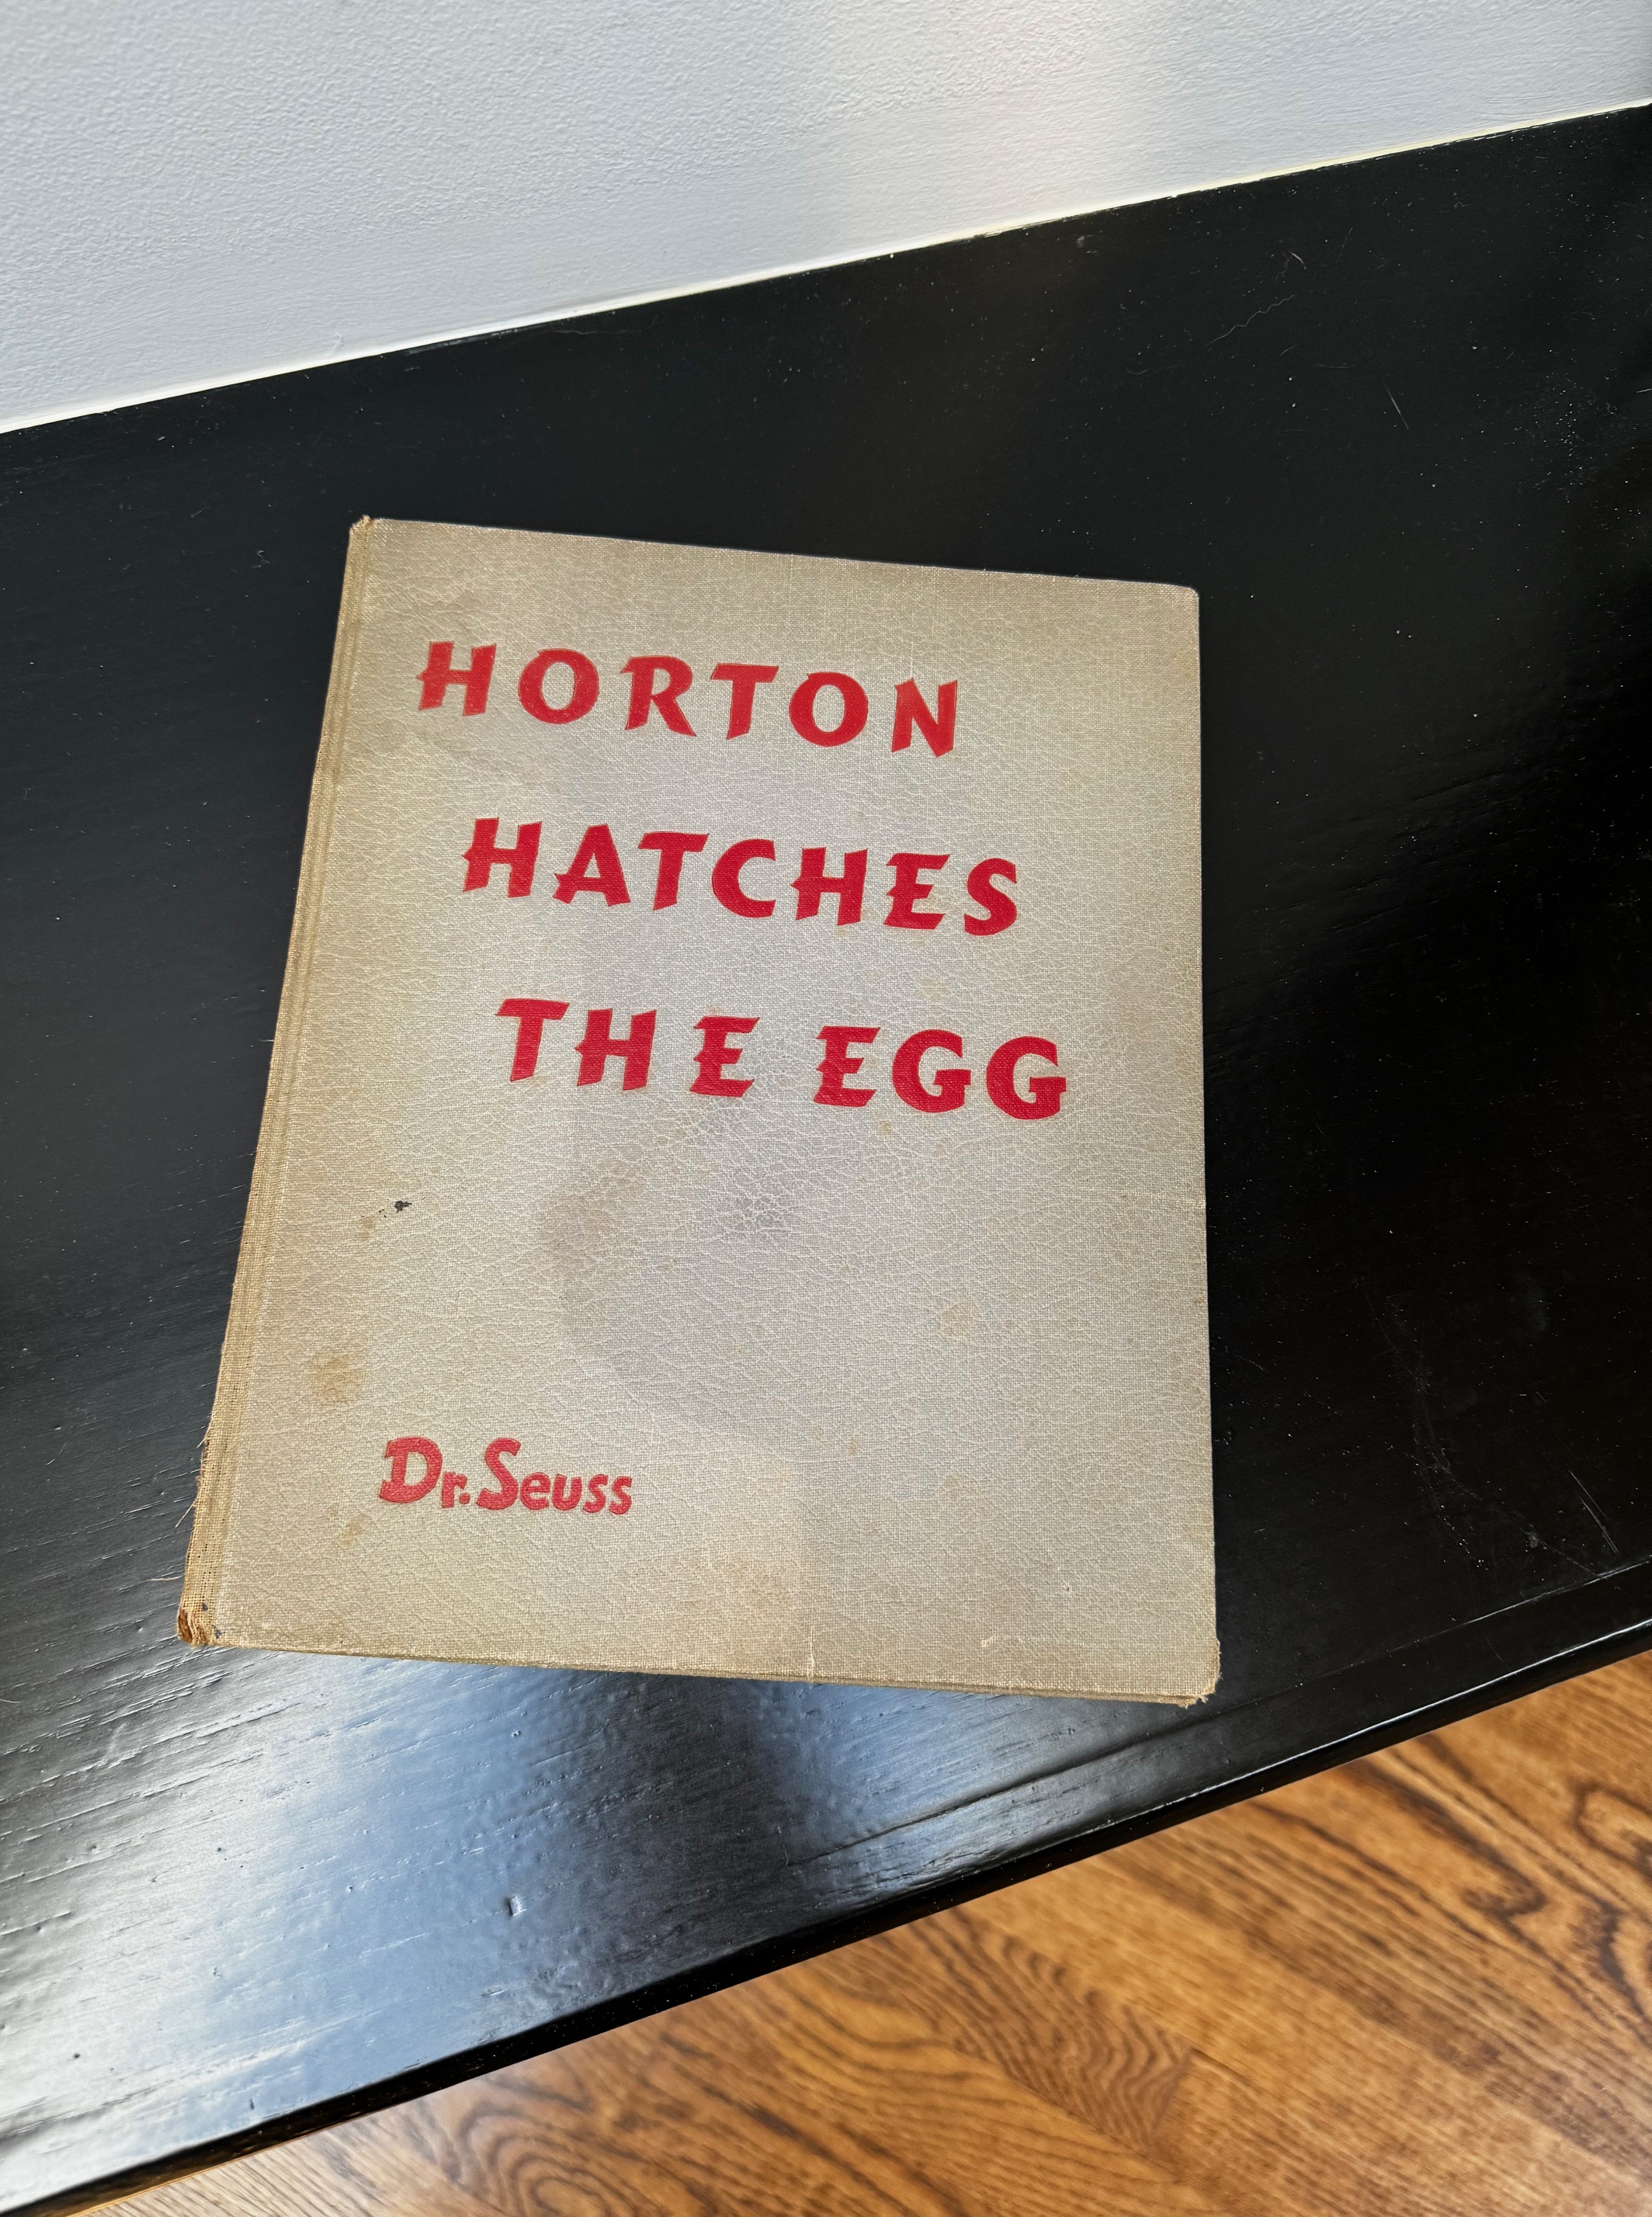 HORTON
HATCHES
THE EGG
Dr. Seuss